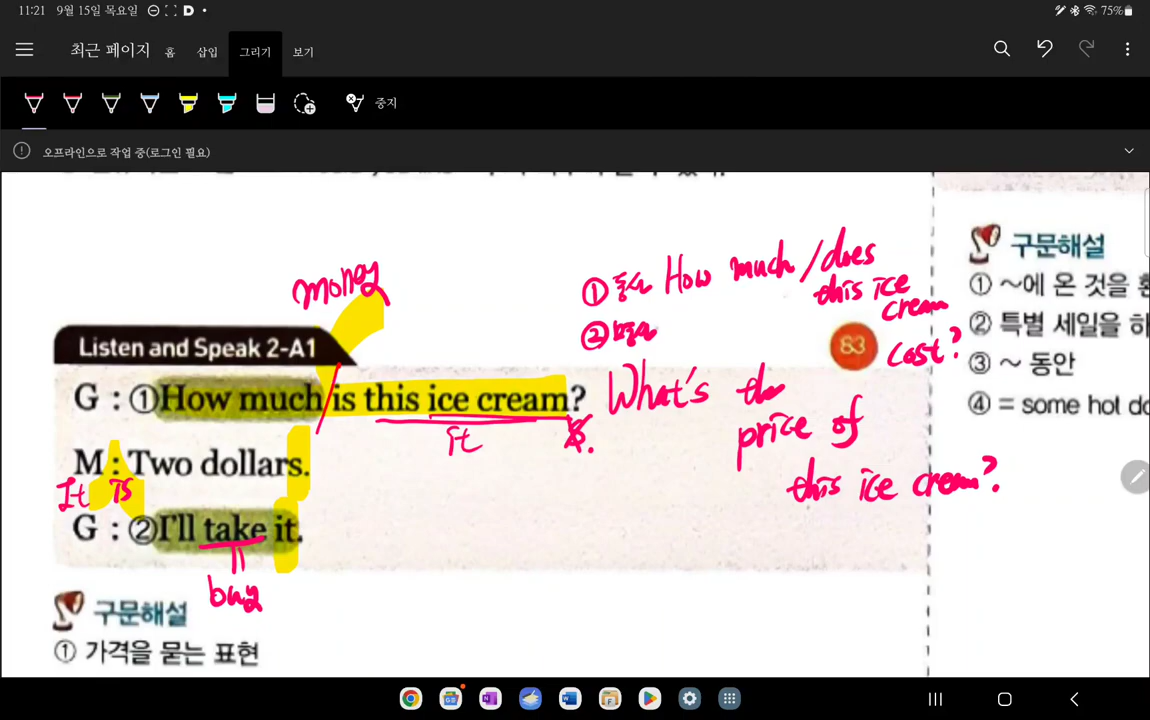 11:21 9월 15일 목요일 D 75%
최근 페이지 홈 삽입 그리기 보기
중지
오프라인으로 작업 중(로그인 필요)
money
① 동사 How much / does
this ice
cream
cost?
②
Listen and Speak 2-A1
83
G : ①How much / is this ice cream?
it
What's the
price of
this ice cream?
M : Two dollars.
It is
G : ②I'll take it.
buy
구문해설
① 가격을 묻는 표현
구문해설
① ~에 온 것을 환
② 특별 세일을 하
③ ~ 동안
④ = some hot do